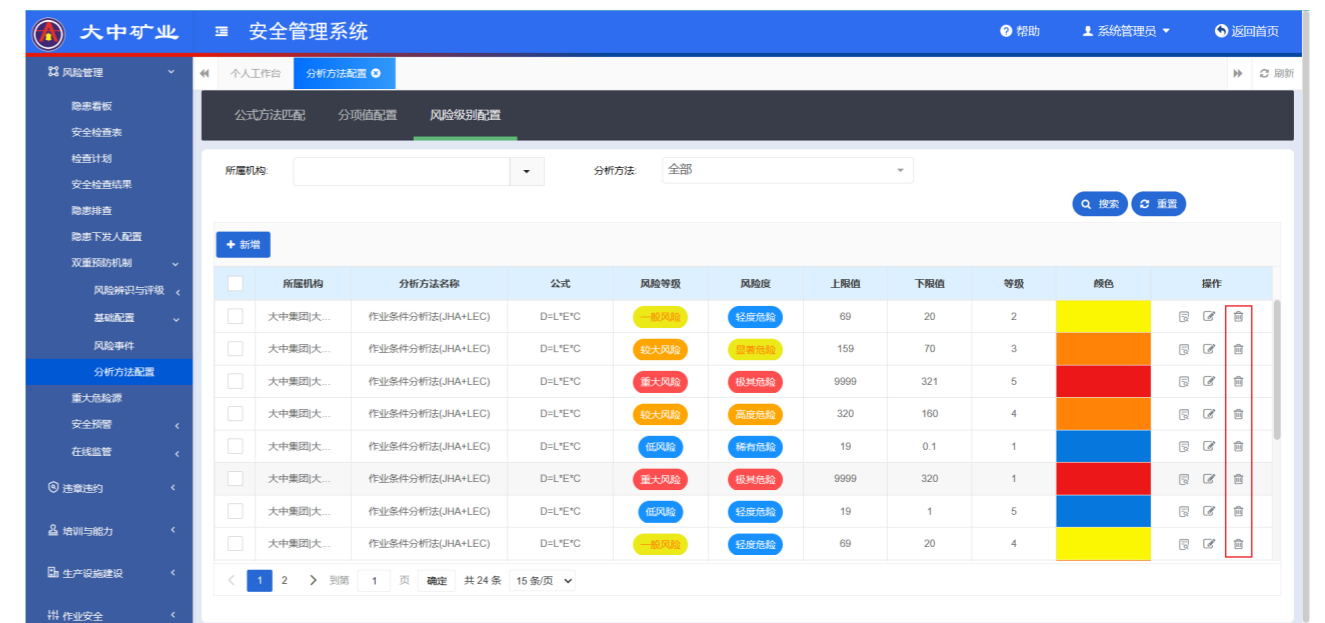 大中矿业
安全管理系统
帮助
系统管理员
返回首页
风险管理
个人工作台
分析方法配置
刷新
隐患看板
安全检查表
检查计划
安全检查结果
隐患排查
隐患下发人配置
双重预防机制
风险辨识与评级
基础配置
风险事件
分析方法配置
重大危险源
安全预警
在线监管
违章违约
培训与能力
生产设施建设
作业安全
公式方法匹配 分项值配置 风险级别配置
所属机构: 分析方法: 全部
搜索 重置
新增
所属机构 分析方法名称 公式 风险等级 风险度 上限值 下限值 等级 颜色 操作
大中集团|大... 作业条件分析法(JHA+LEC) D=L*E*C 一般风险 轻度危险 69 20 2
大中集团|大... 作业条件分析法(JHA+LEC) D=L*E*C 较大风险 显著危险 159 70 3
大中集团|大... 作业条件分析法(JHA+LEC) D=L*E*C 重大风险 极其危险 9999 321 5
大中集团|大... 作业条件分析法(JHA+LEC) D=L*E*C 较大风险 高度危险 320 160 4
大中集团|大... 作业条件分析法(JHA+LEC) D=L*E*C 低风险 稀有危险 19 0.1 1
大中集团|大... 作业条件分析法(JHA+LEC) D=L*E*C 重大风险 极其危险 9999 320 1
大中集团|大... 作业条件分析法(JHA+LEC) D=L*E*C 低风险 轻度危险 19 1 5
大中集团|大... 作业条件分析法(JHA+LEC) D=L*E*C 一般风险 轻度危险 69 20 4
1 2 到第 1 页 确定 共 24 条 15 条/页